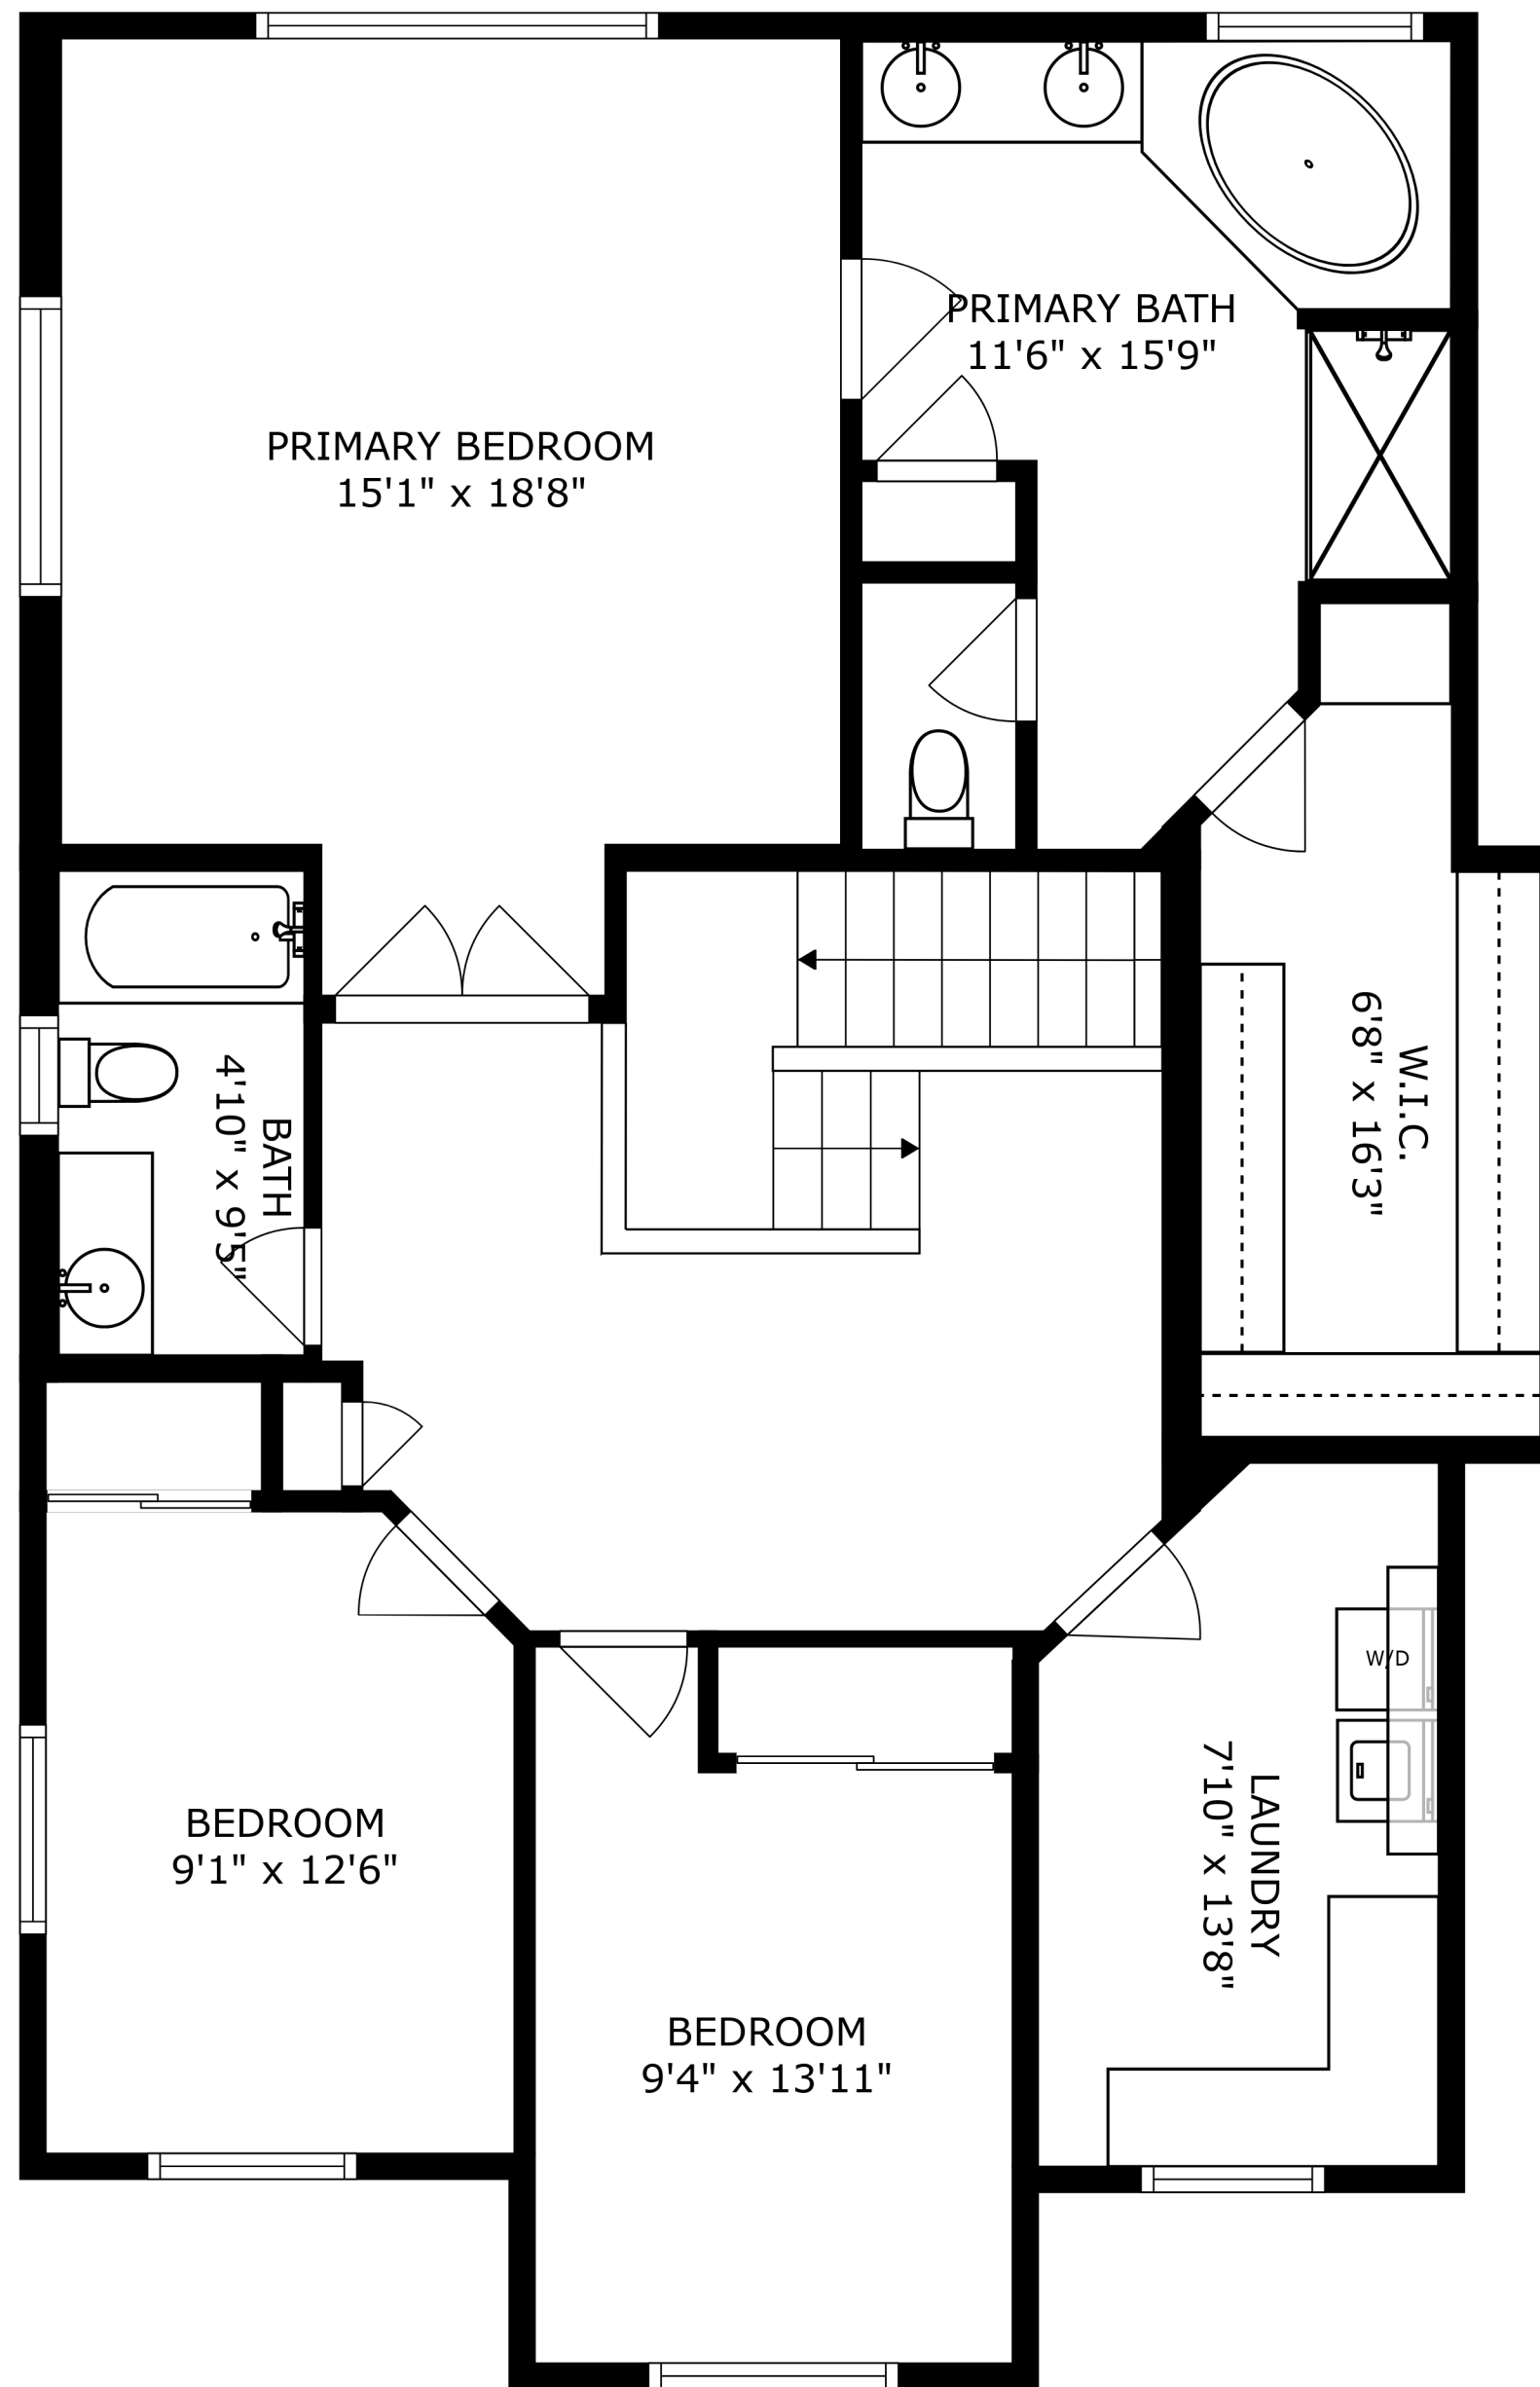 PRIMARY BATH
11'6" x 15'9"
PRIMARY BEDROOM
15'1" x 18'8"
W.I.C.
6'8" x 16'3"
BATH
4'10" x 9'5"
W/D
LAUNDRY
7'10" x 13'8"
BEDROOM
9'1" x 12'6"
BEDROOM
9'4" x 13'11"